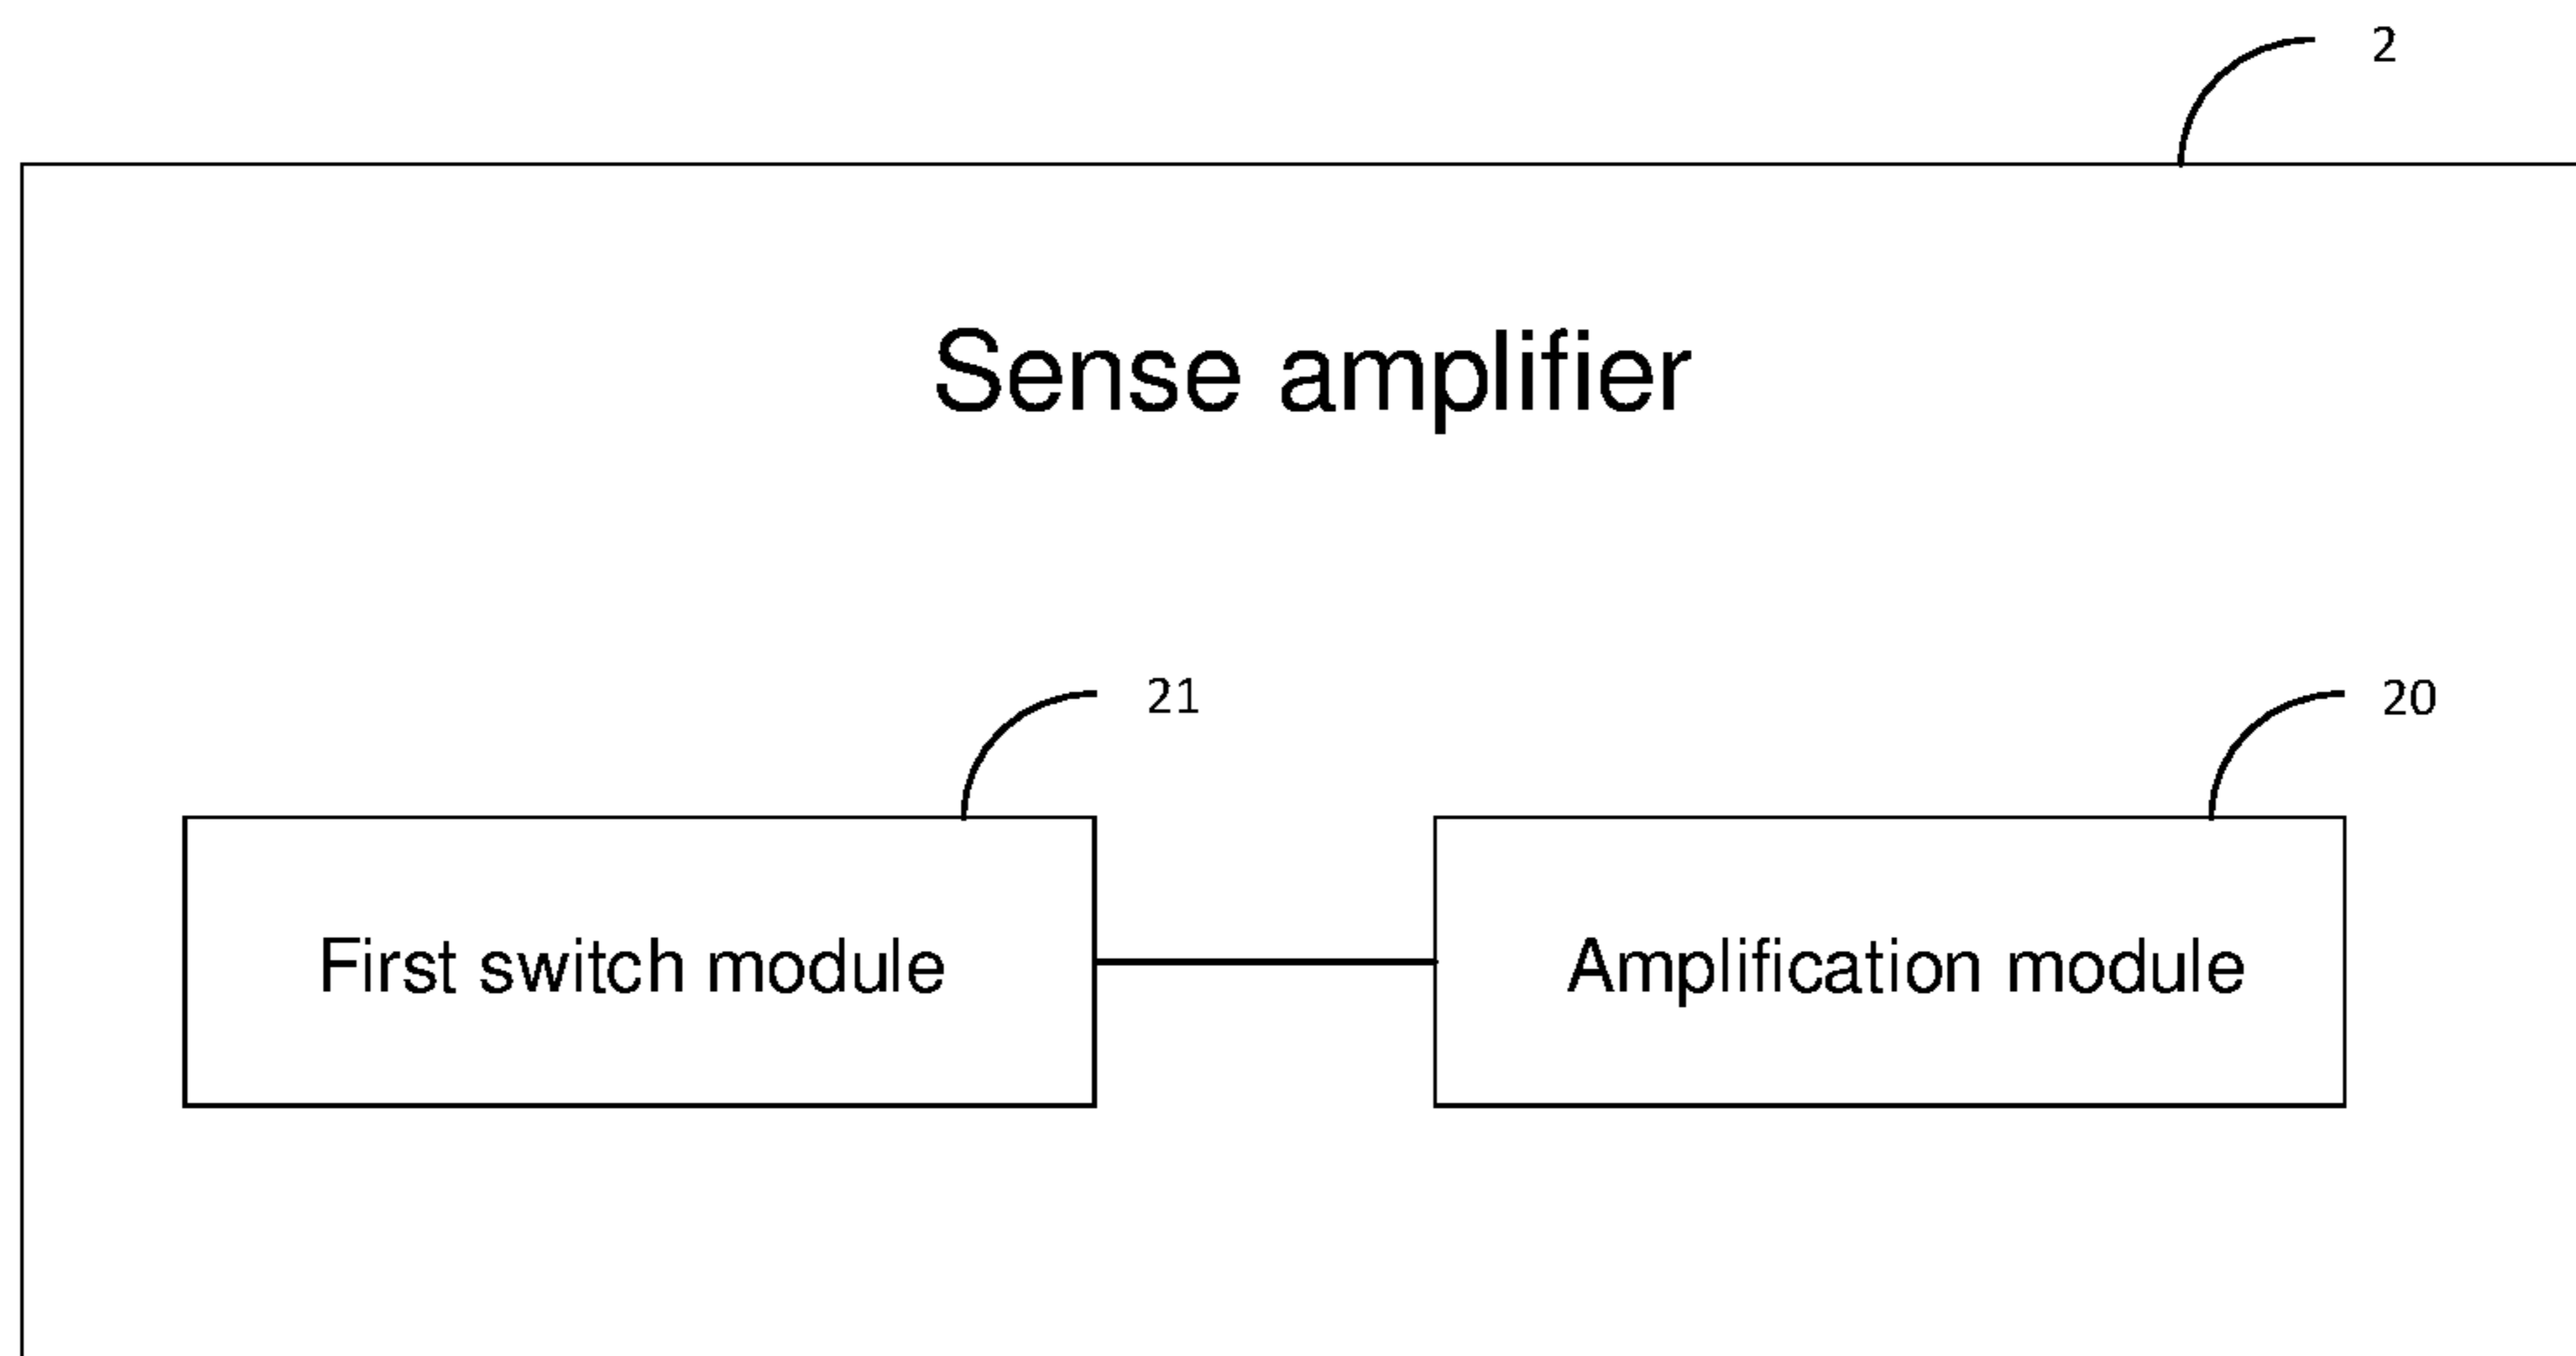 2
Sense amplifier
21
20
First switch module
Amplification module